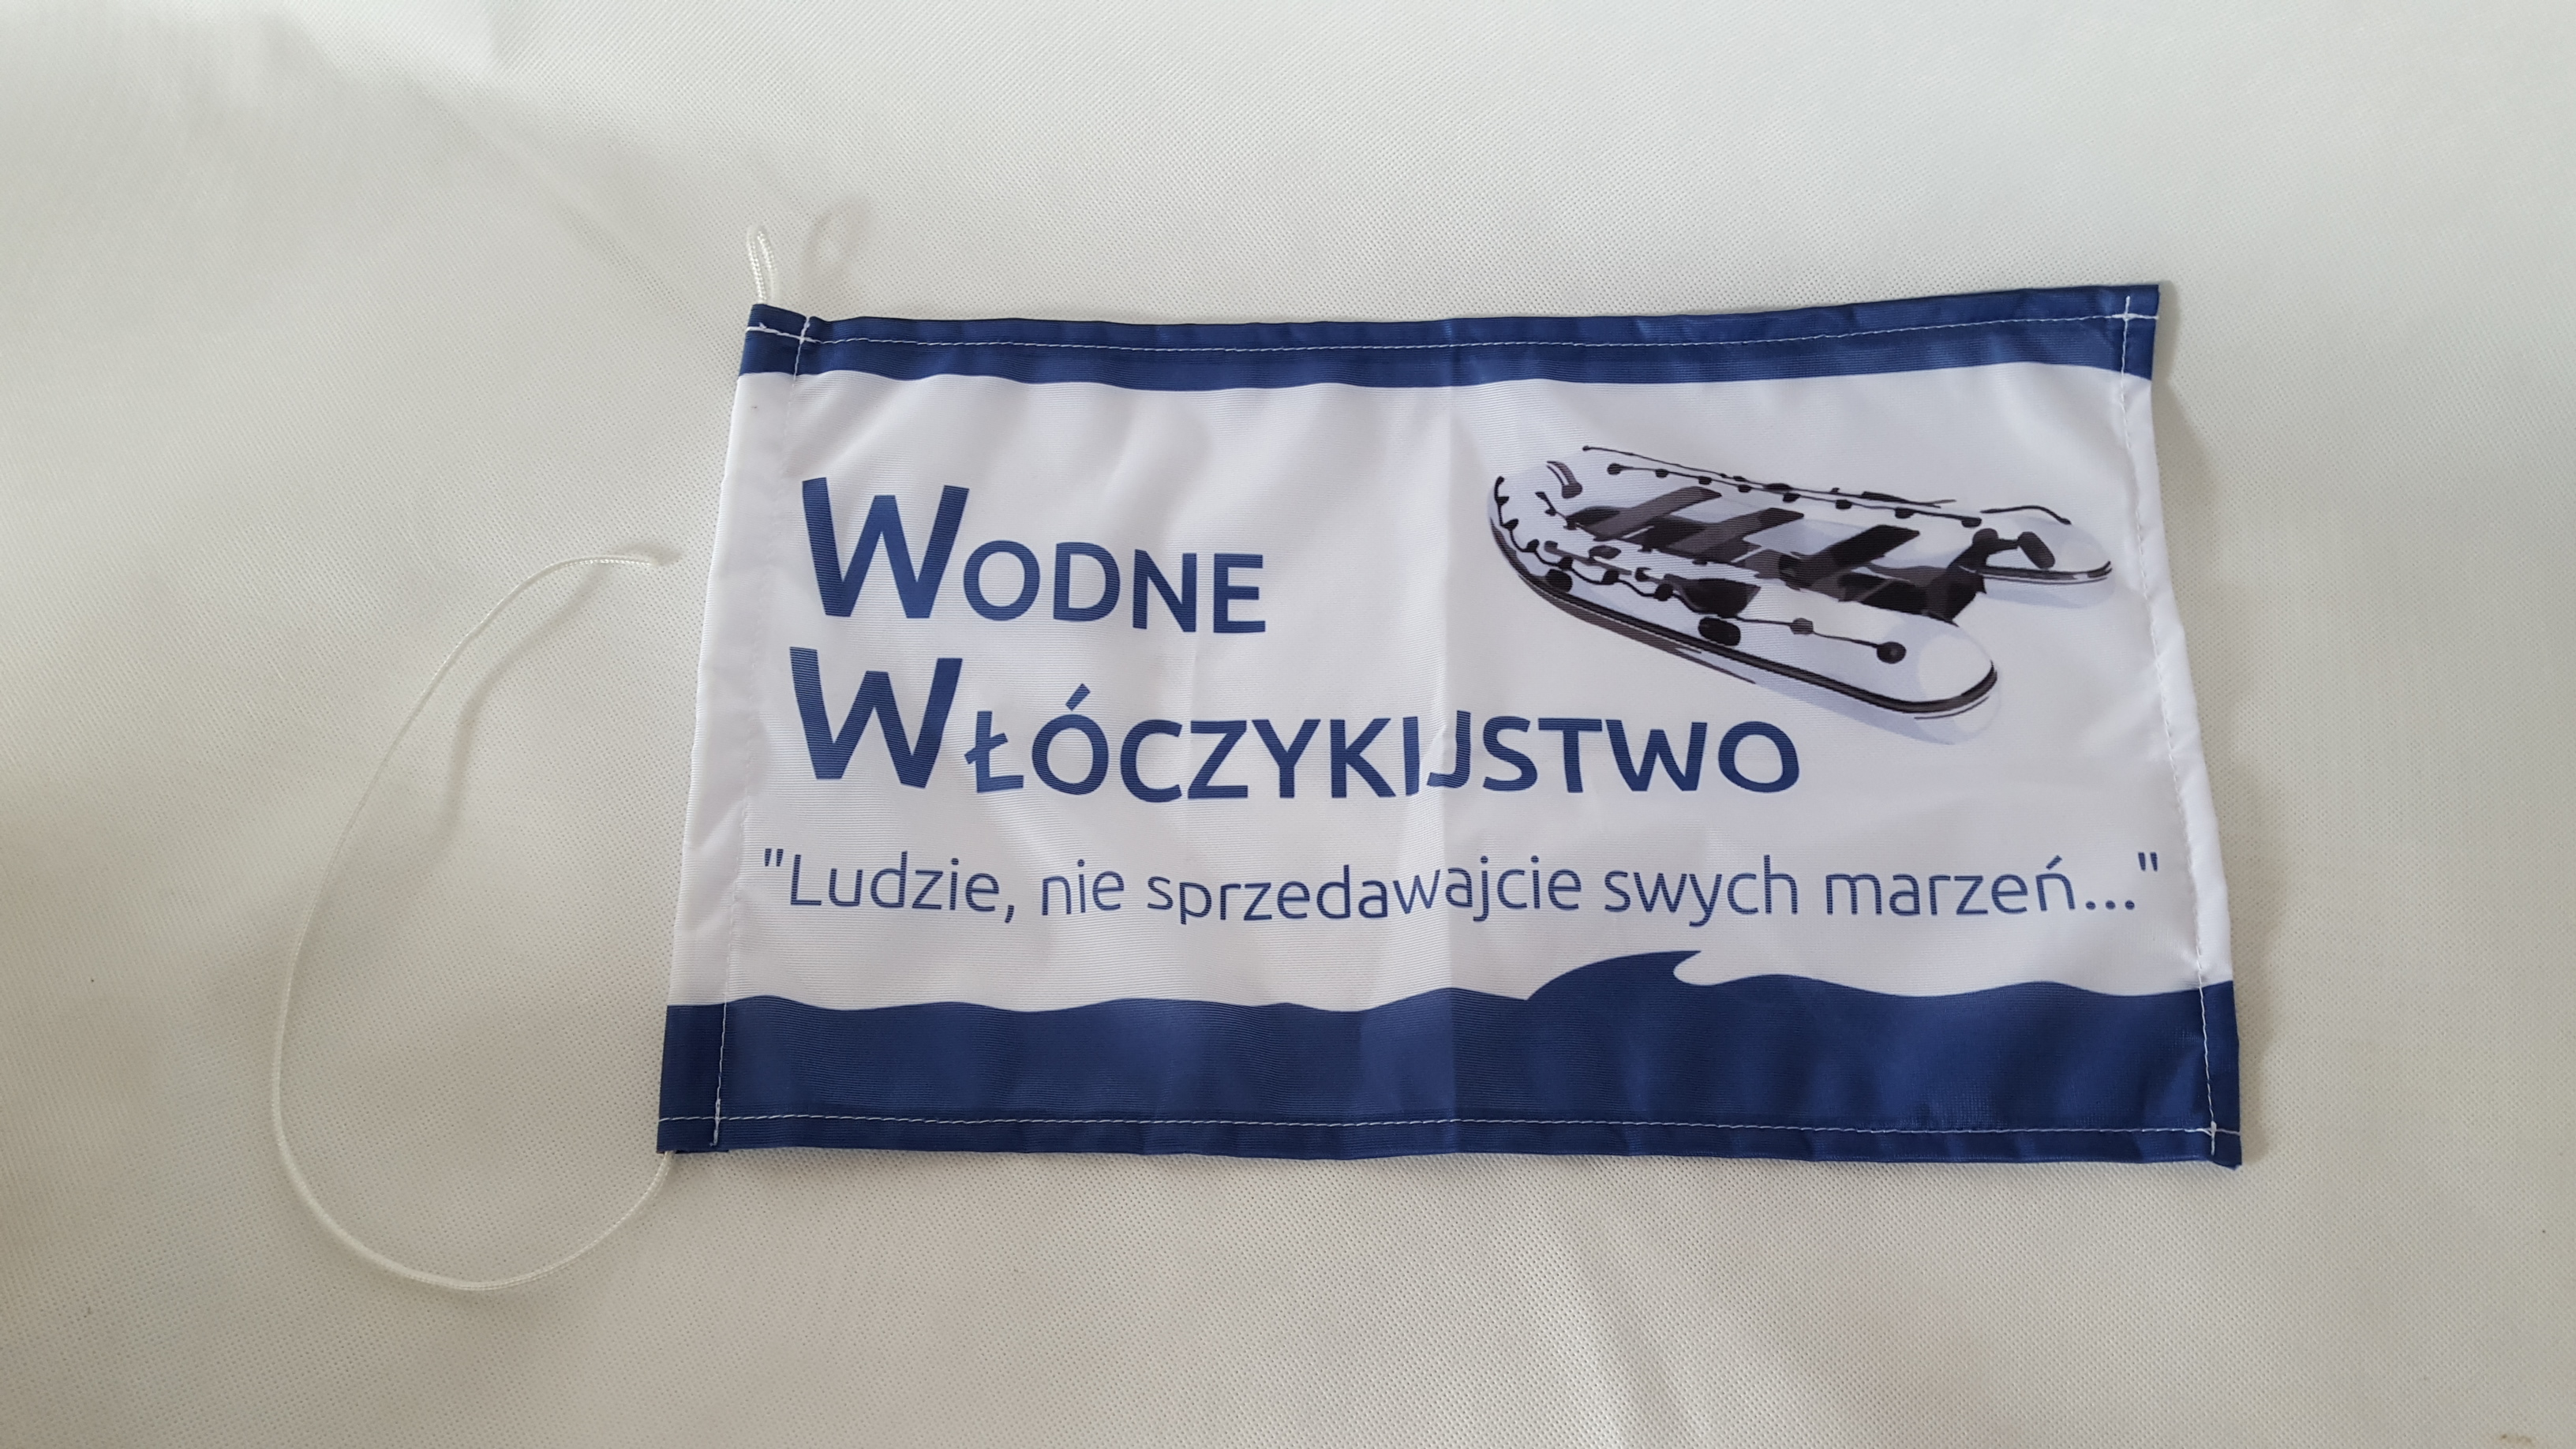 WODNE
WŁÓCZYKIJSTWO
"Ludzie, nie sprzedawajcie swych marzeń..."